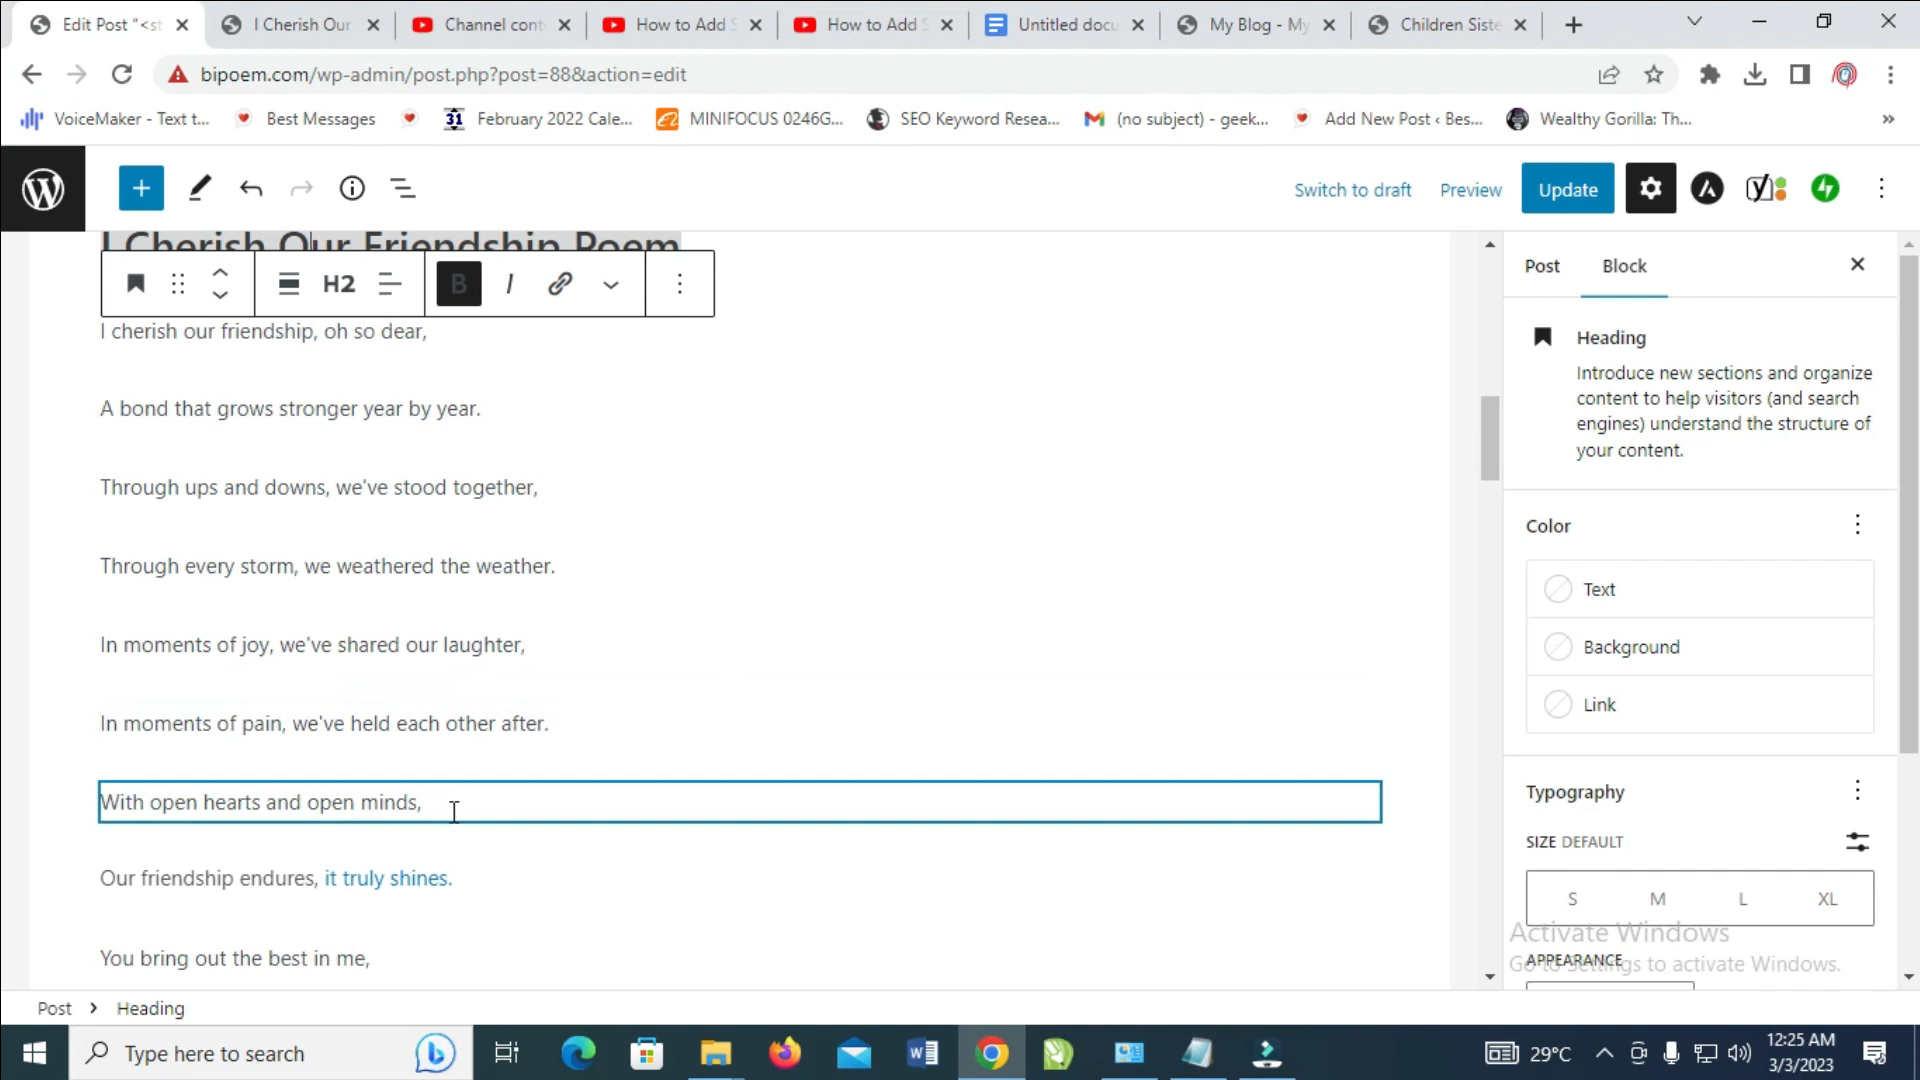 Edit Post "<st
I Cherish Our
Channel cont
How to Add S
How to Add S
Untitled docu
My Blog - My
Children Siste
bipoem.com/wp-admin/post.php?post=88&action=edit
VoiceMaker - Text t...
Best Messages
31
February 2022 Cale...
MINIFOCUS 0246G...
SEO Keyword Resea...
(no subject) - geek...
Add New Post ‹ Bes...
Wealthy Gorilla: Th...
»
Switch to draft
Preview
Update
I Cherish Our Friendship Poem
H2
B
I
I cherish our friendship, oh so dear,
A bond that grows stronger year by year.
Through ups and downs, we've stood together,
Through every storm, we weathered the weather.
In moments of joy, we've shared our laughter,
In moments of pain, we've held each other after.
With open hearts and open minds,
Our friendship endures, it truly shines.
You bring out the best in me,
Post
Block
Heading
Introduce new sections and organize
content to help visitors (and search
engines) understand the structure of
your content.
Color
Text
Background
Link
Typography
SIZE DEFAULT
S
M
L
XL
Activate Windows
Go to Settings to activate Windows.
APPEARANCE
Post
Heading
Type here to search
29°C
12:25 AM
3/3/2023